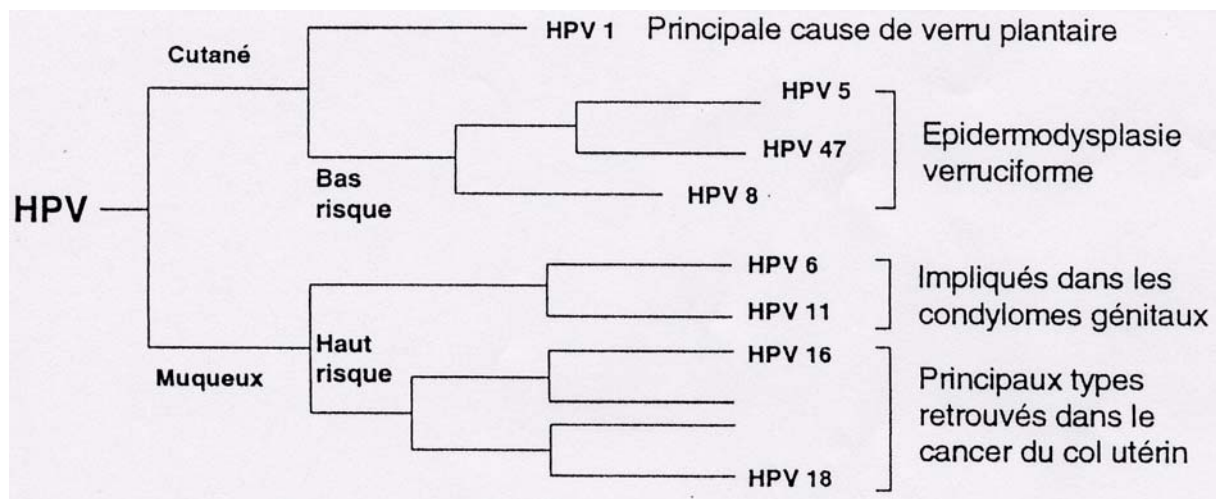 HPV 1 Principale cause de verru plantaire
Cutané
HPV 5
Epidermodysplasie
verruciforme
HPV 47
Bas
risque
HPV 8
HPV
HPV 6
Impliqués dans les
condylomes génitaux
HPV 11
Haut
risque
Muqueux
HPV 16
Principaux types
retrouvés dans le
cancer du col utérin
HPV 18